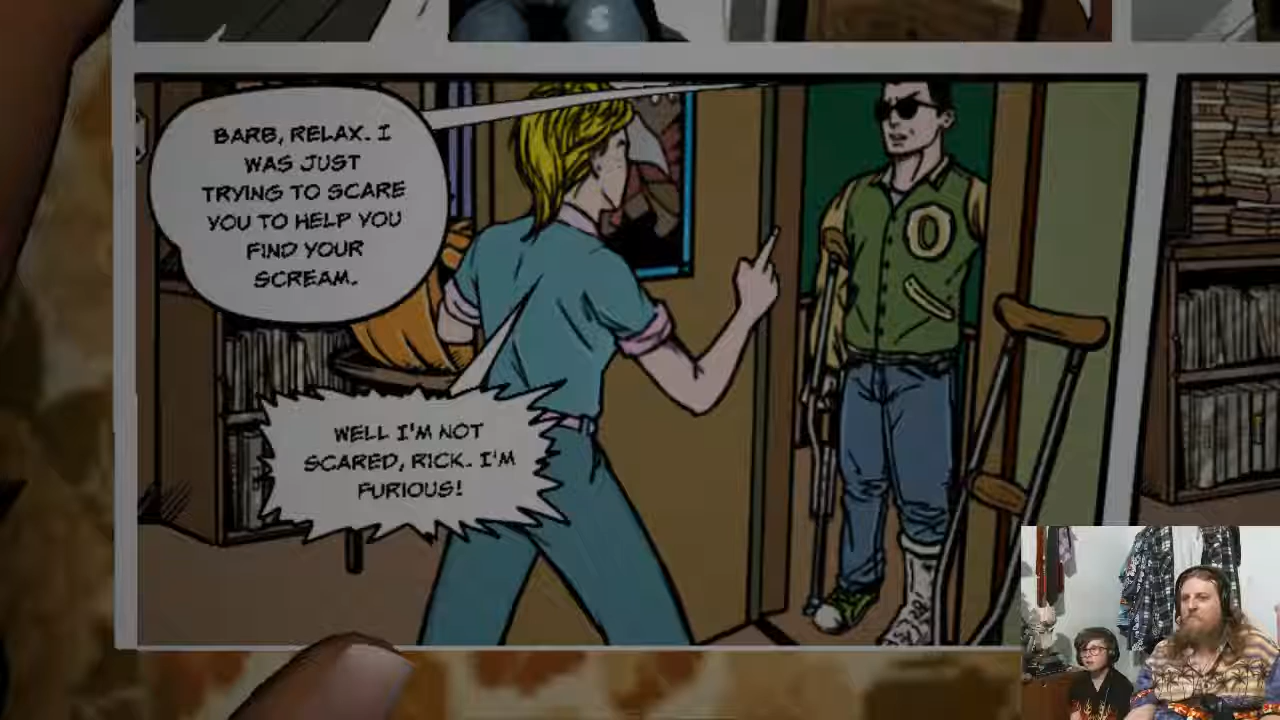 BARB, RELAX. I
WAS JUST
TRYING TO SCARE
YOU TO HELP YOU
FIND YOUR
SCREAM.
O
WELL I'M NOT
SCARED, RICK. I'M
FURIOUS!